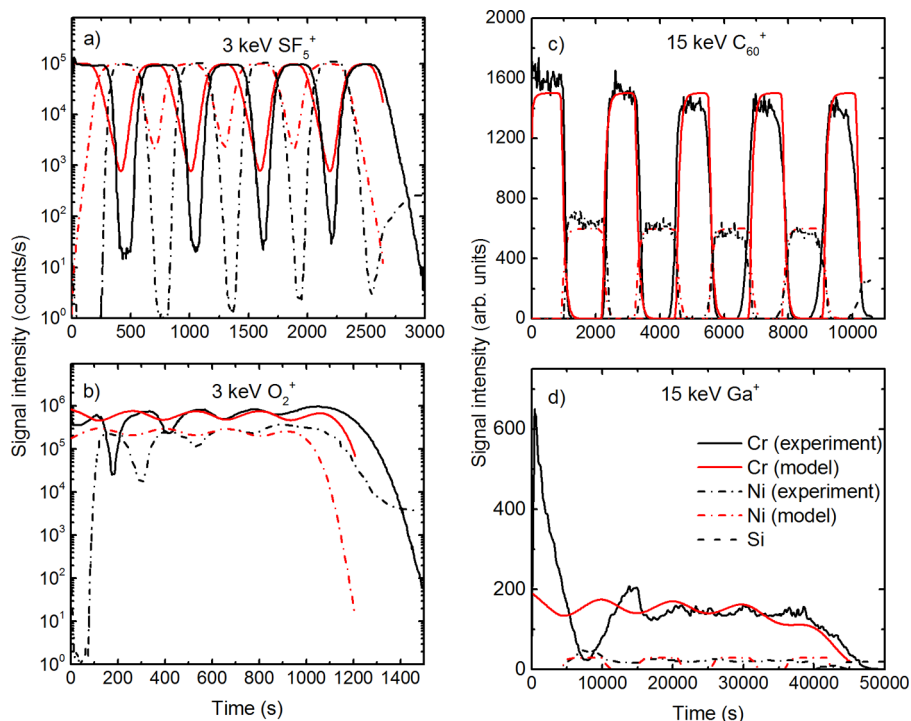 a) 3 keV SF5+
10^5
10^4
10^3
10^2
10^1
10^0
0 500 1000 1500 2000 2500 3000
c) 15 keV C60+
1600
1200
800
400
0
0 2000 4000 6000 8000 10000
b) 3 keV O2+
10^6
10^5
10^4
10^3
10^2
10^1
10^0
0 200 400 600 800 1000 1200 1400
Time (s)
Signal intensity (counts/s)
d) 15 keV Ga+
600
400
200
0
Cr (experiment)
Cr (model)
Ni (experiment)
Ni (model)
Si
0 10000 20000 30000 40000 50000
Time (s)
Signal intensity (arb. units)